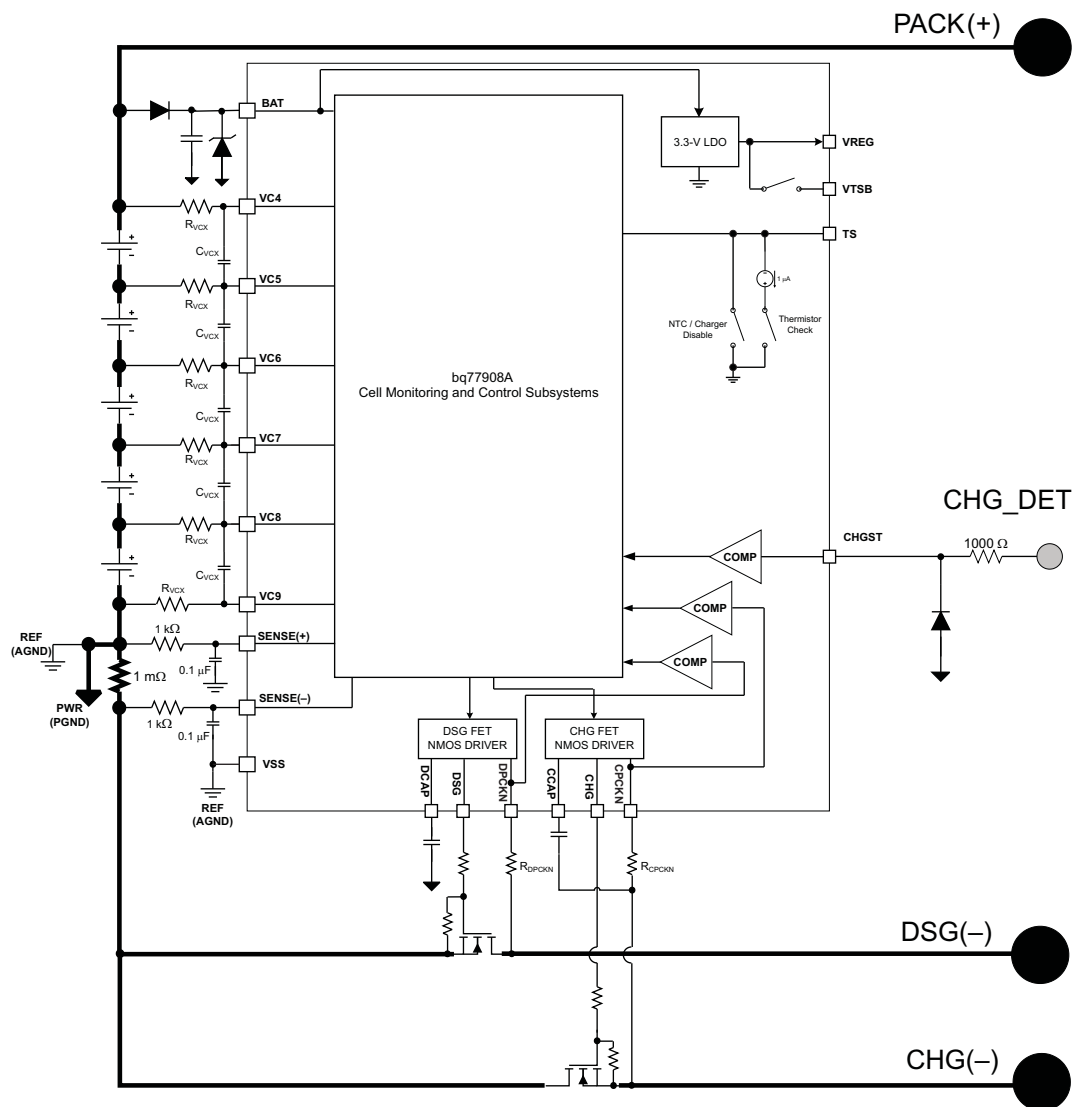 PACK(+)
BAT
3.3-V LDO
VREG
VTSB
VC4
R_VCX
TS
C_VCX
1 μA
VC5
R_VCX
C_VCX
NTC / Charger
Disable
Thermistor
Check
VC6
R_VCX
bq77908A
Cell Monitoring and Control Subsystems
C_VCX
VC7
R_VCX
C_VCX
VC8
R_VCX
CHG_DET
CHGST
1000 Ω
COMP
C_VCX
R_VCX
VC9
COMP
1 kΩ
SENSE(+)
REF
(AGND)
0.1 μF
COMP
1 mΩ
SENSE(–)
PWR
(PGND)
1 kΩ
0.1 μF
DSG FET
NMOS DRIVER
CHG FET
NMOS DRIVER
VSS
DCAP
DSG
DPCKN
CCAP
CHG
CPCKN
REF
(AGND)
R_DPCKN
R_CPCKN
DSG(–)
CHG(–)
+
–
+
–
+
–
+
–
+
–
+
–